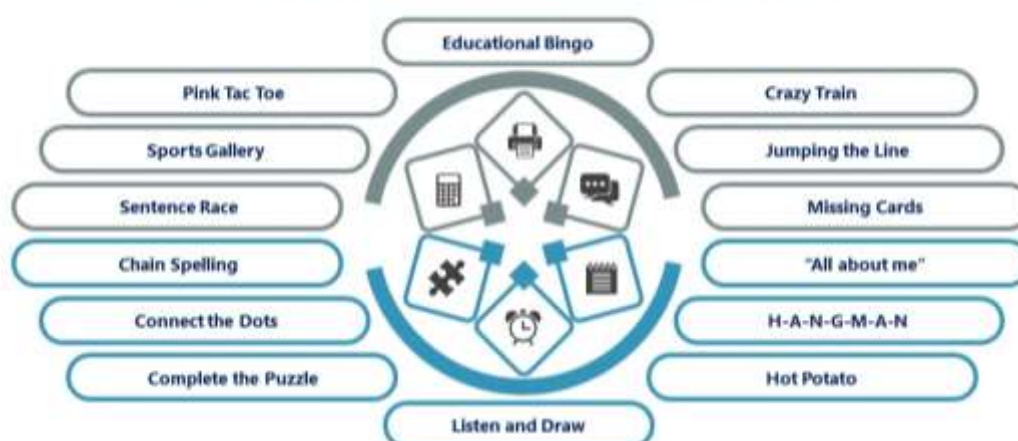 Educational Bingo
Pink Tac Toe
Crazy Train
Sports Gallery
Jumping the Line
Sentence Race
Missing Cards
Chain Spelling
"All about me"
Connect the Dots
H-A-N-G-M-A-N
Complete the Puzzle
Hot Potato
Listen and Draw